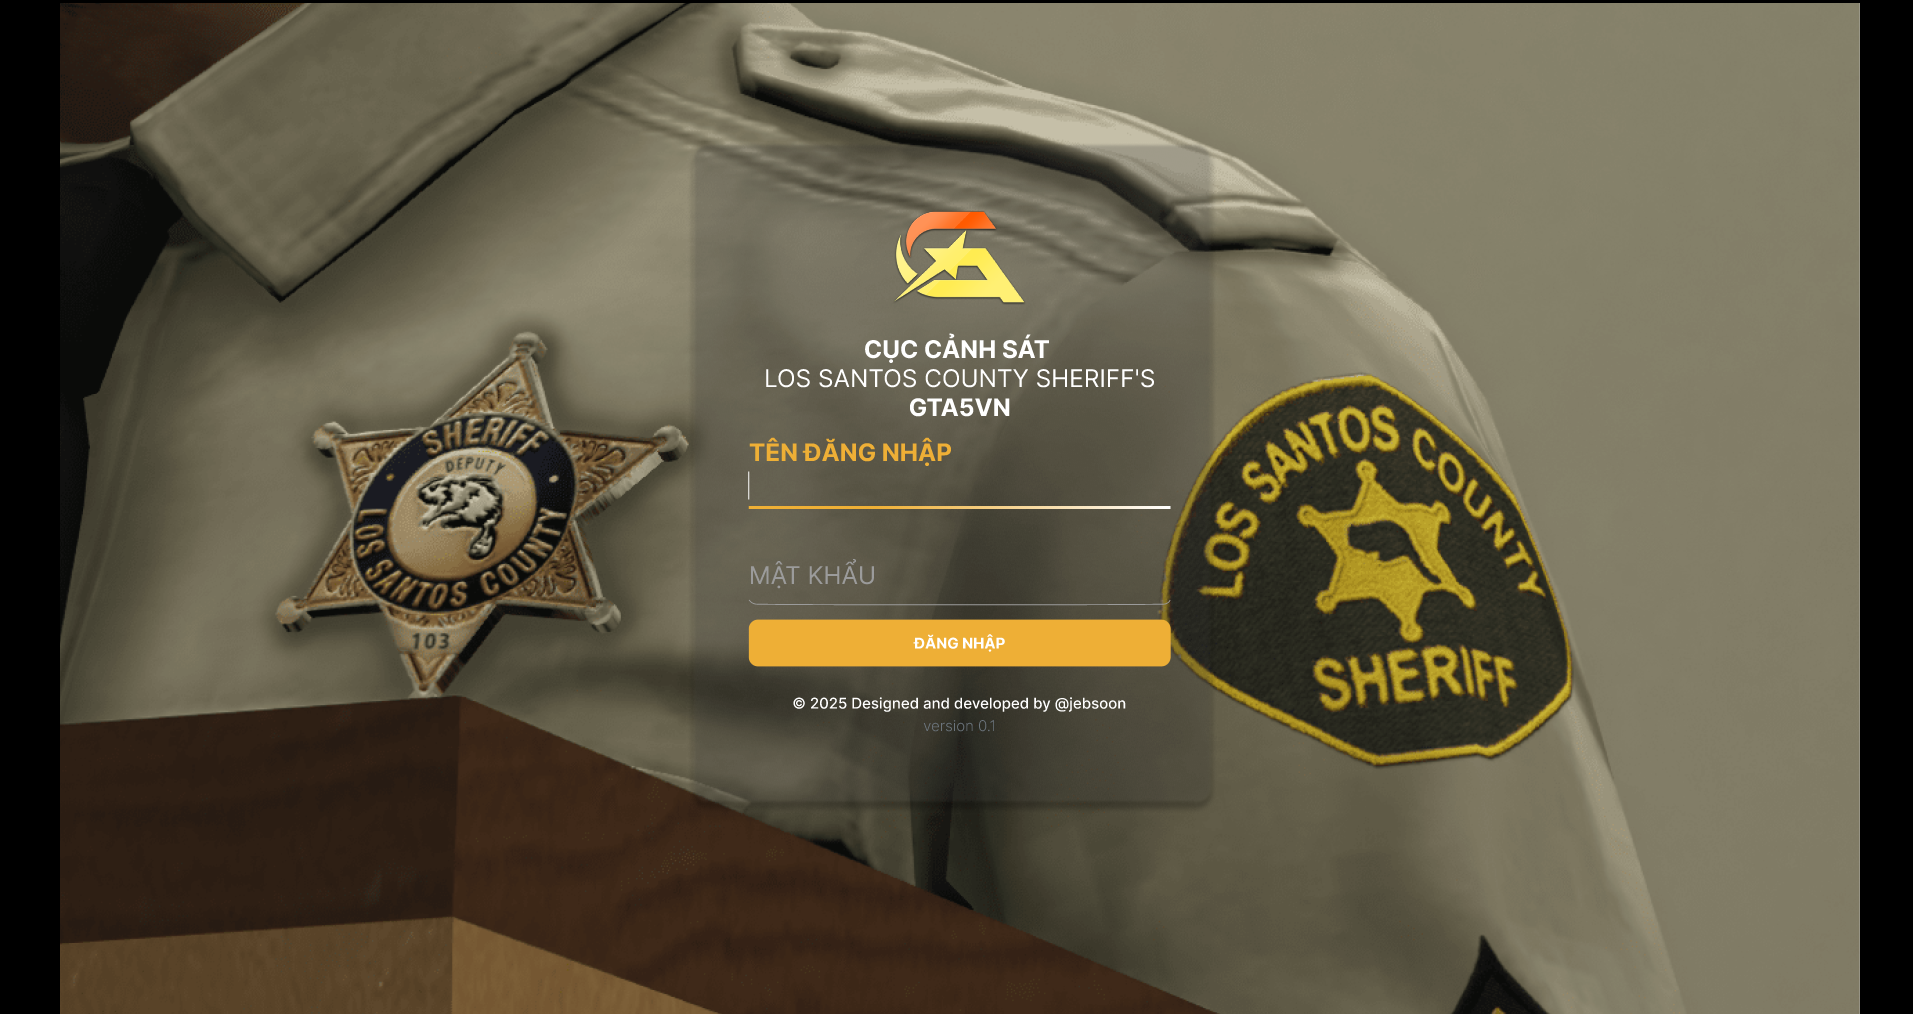 CỤC CẢNH SÁT
LOS SANTOS COUNTY SHERIFF'S
GTA5VN
TÊN ĐĂNG NHẬP
MẬT KHẨU
ĐĂNG NHẬP
© 2025 Designed and developed by @jebsoon
version 0.1
SHERIFF
DEPUTY
LOS SANTOS COUNTY
103
LOS SANTOS COUNTY
SHERIFF